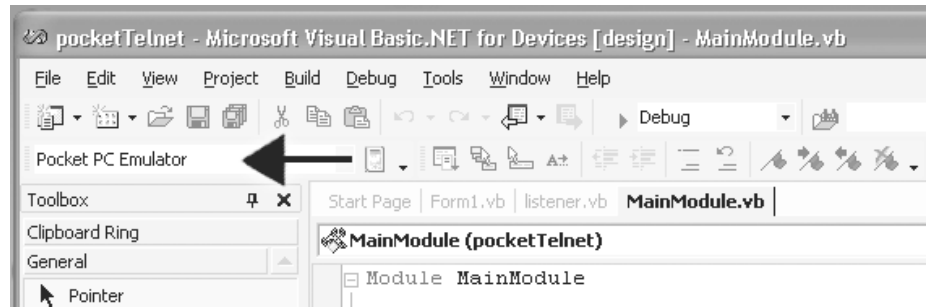 pocketTelnet - Microsoft Visual Basic.NET for Devices [design] - MainModule.vb
File Edit View Project Build Debug Tools Window Help
Debug
Pocket PC Emulator
Toolbox
Start Page Form1.vb listener.vb MainModule.vb
Clipboard Ring
MainModule (pocketTelnet)
General
Module MainModule
Pointer